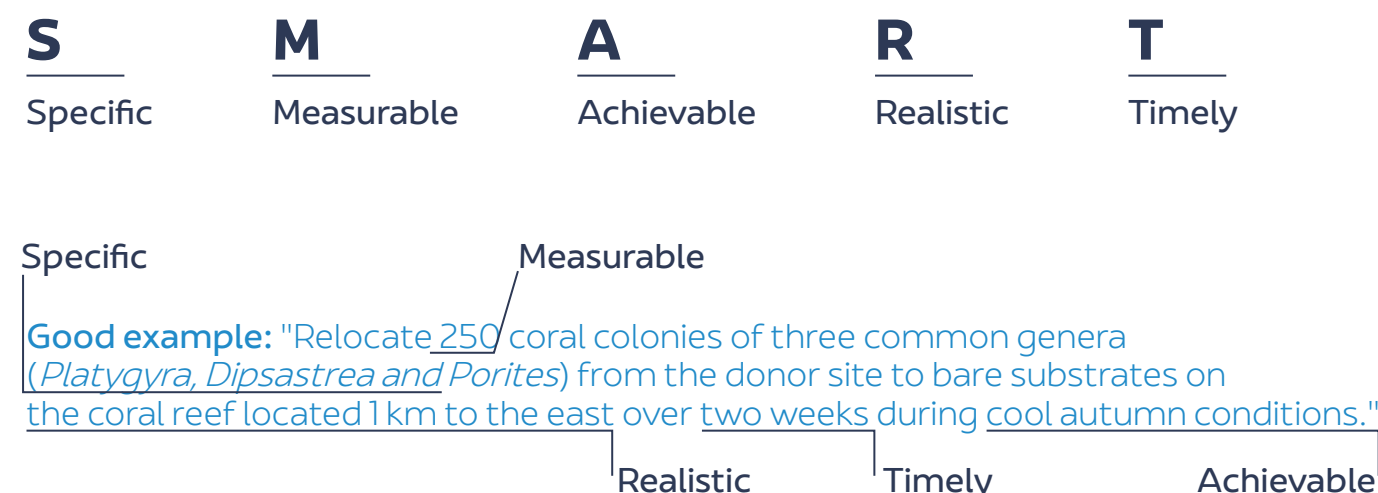 S M A R T
Specific Measurable Achievable Realistic Timely
Specific Measurable
Good example: "Relocate 250 coral colonies of three common genera
(Platygyra, Dipsastrea and Porites) from the donor site to bare substrates on
the coral reef located 1 km to the east over two weeks during cool autumn conditions."
Realistic Timely Achievable